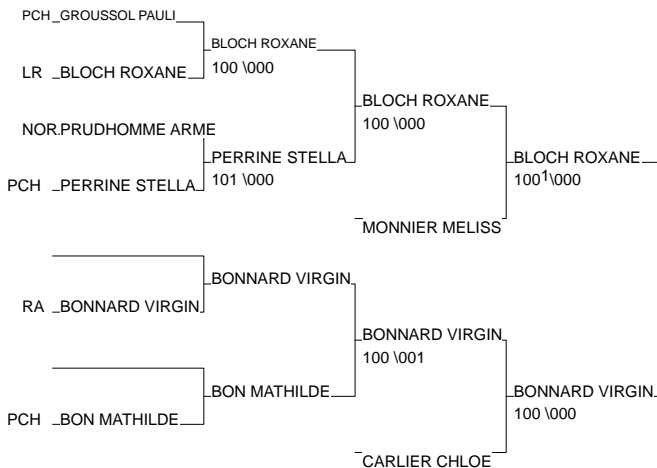 PCH GROUSSOL PAULI
BLOCH ROXANE
100 \000
LR BLOCH ROXANE
BLOCH ROXANE
100 \000
NOR. PRUDHOMME ARME
PERRINE STELLA
101 \000
PCH PERRINE STELLA
BLOCH ROXANE
100¹\000
MONNIER MELISS
BONNARD VIRGIN
RA BONNARD VIRGIN
BONNARD VIRGIN
100 \001
BON MATHILDE
PCH BON MATHILDE
BONNARD VIRGIN
100 \000
CARLIER CHLOE